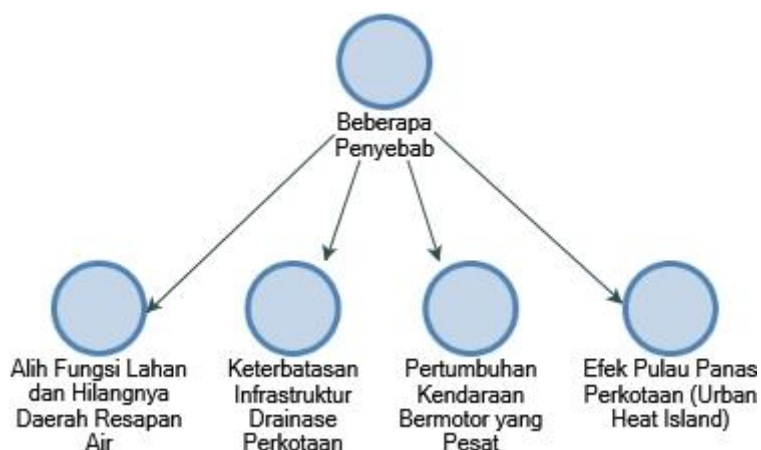 Beberapa
Penyebab
Alih Fungsi Lahan
dan Hilangnya
Daerah Resapan
Air
Keterbatasan
Infrastruktur
Drainase
Perkotaan
Pertumbuhan
Kendaraan
Bermotor yang
Pesat
Efek Pulau Panas
Perkotaan (Urban
Heat Island)